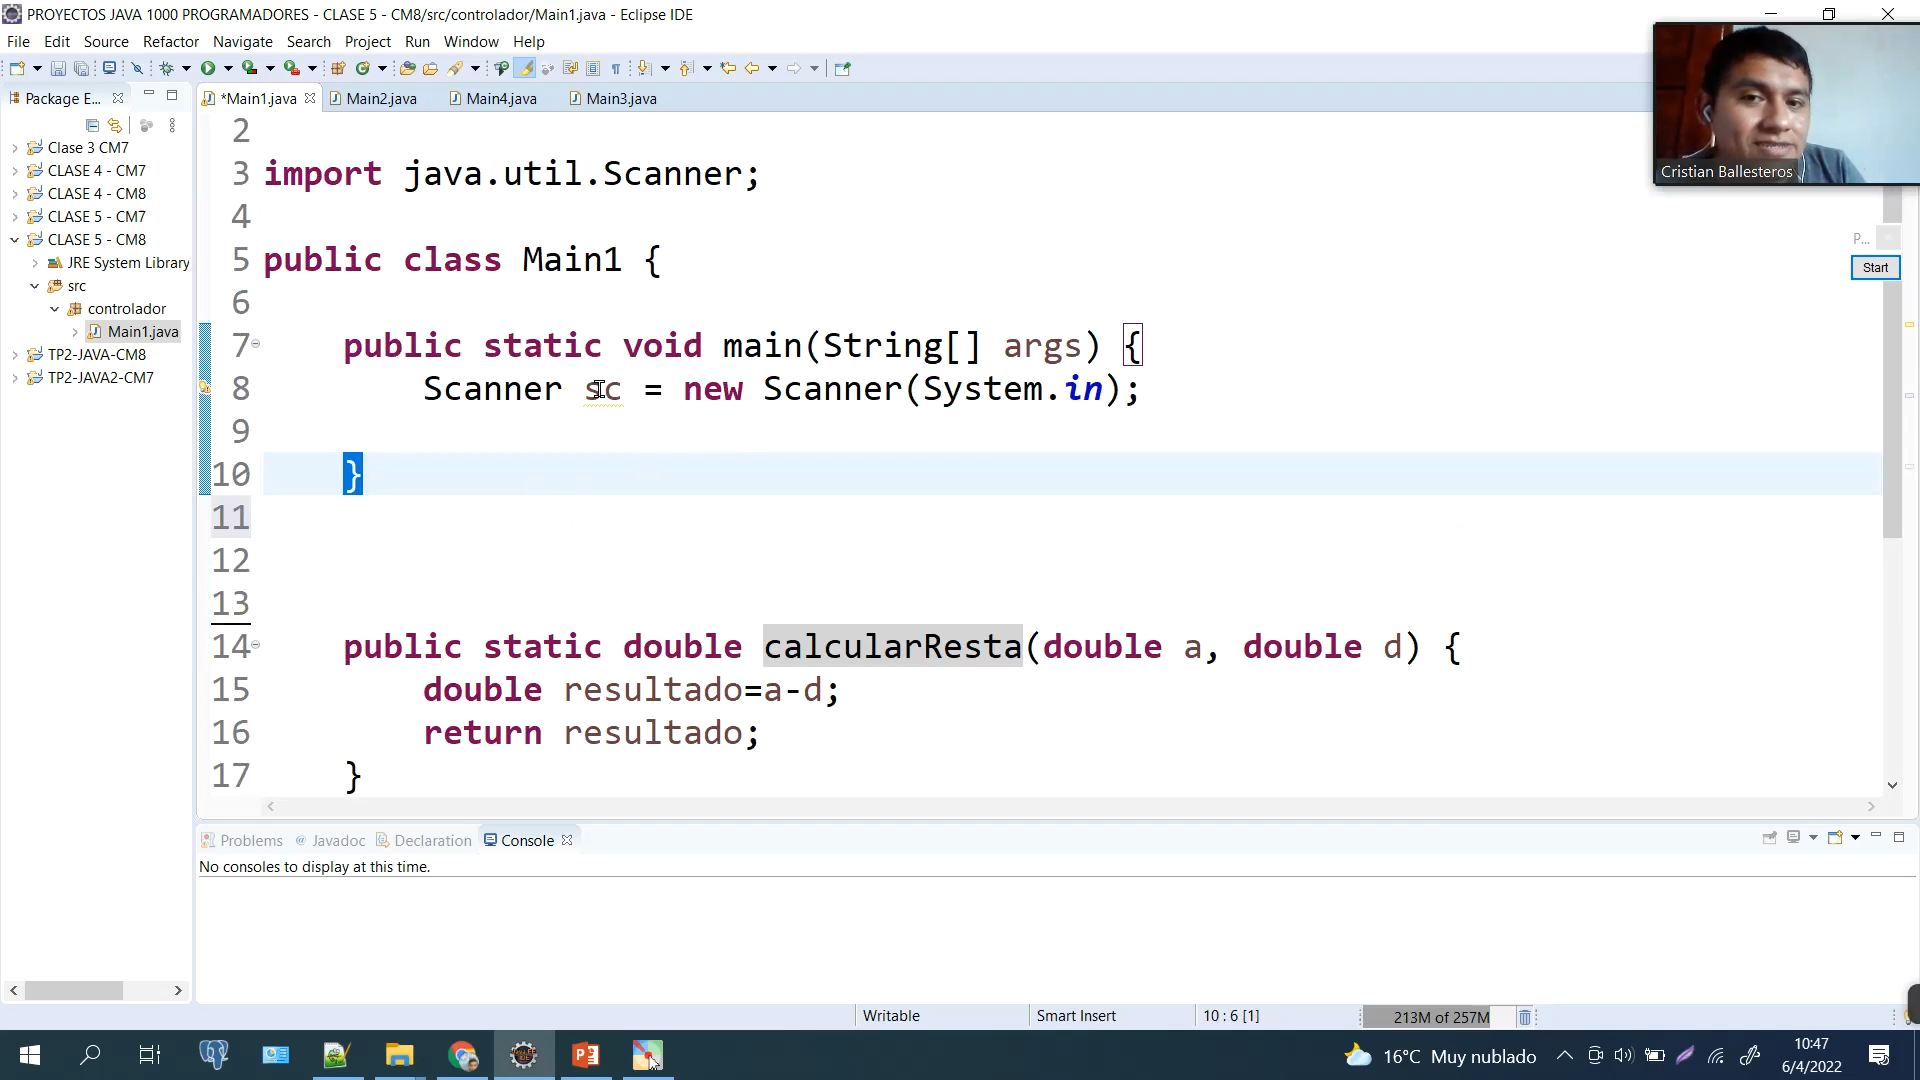 PROYECTOS JAVA 1000 PROGRAMADORES - CLASE 5 - CM8/src/controlador/Main1.java - Eclipse IDE
File Edit Source Refactor Navigate Search Project Run Window Help
Package E...
*Main1.java Main2.java Main4.java Main3.java
Clase 3 CM7
CLASE 4 - CM7
CLASE 4 - CM8
CLASE 5 - CM7
CLASE 5 - CM8
JRE System Library
src
controlador
Main1.java
TP2-JAVA-CM8
TP2-JAVA2-CM7
2
3 import java.util.Scanner;
4
5 public class Main1 {
6
7 public static void main(String[] args) {
8 Scanner sc = new Scanner(System.in);
9
10 }
11
12
13
14 public static double calcularResta(double a, double d) {
15 double resultado=a-d;
16 return resultado;
17 }
Cristian Ballesteros
P...
Start
Problems @ Javadoc Declaration Console
No consoles to display at this time.
Writable Smart Insert 10 : 6 [1] 213M of 257M
16°C Muy nublado
10:47
6/4/2022